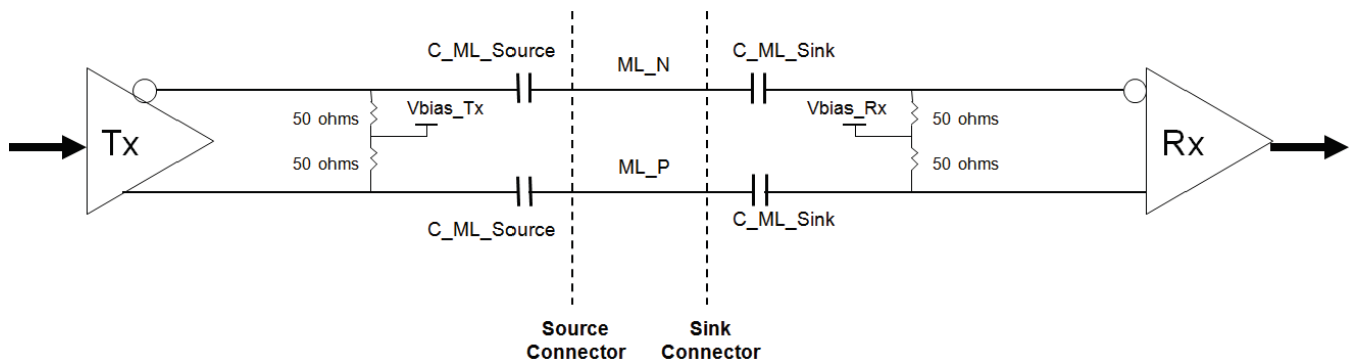 C_ML_Source
ML_N
C_ML_Sink
Vbias_Tx
Vbias_Rx
50 ohms
50 ohms
Tx
Rx
50 ohms
50 ohms
ML_P
C_ML_Source
C_ML_Sink
Source
Connector
Sink
Connector